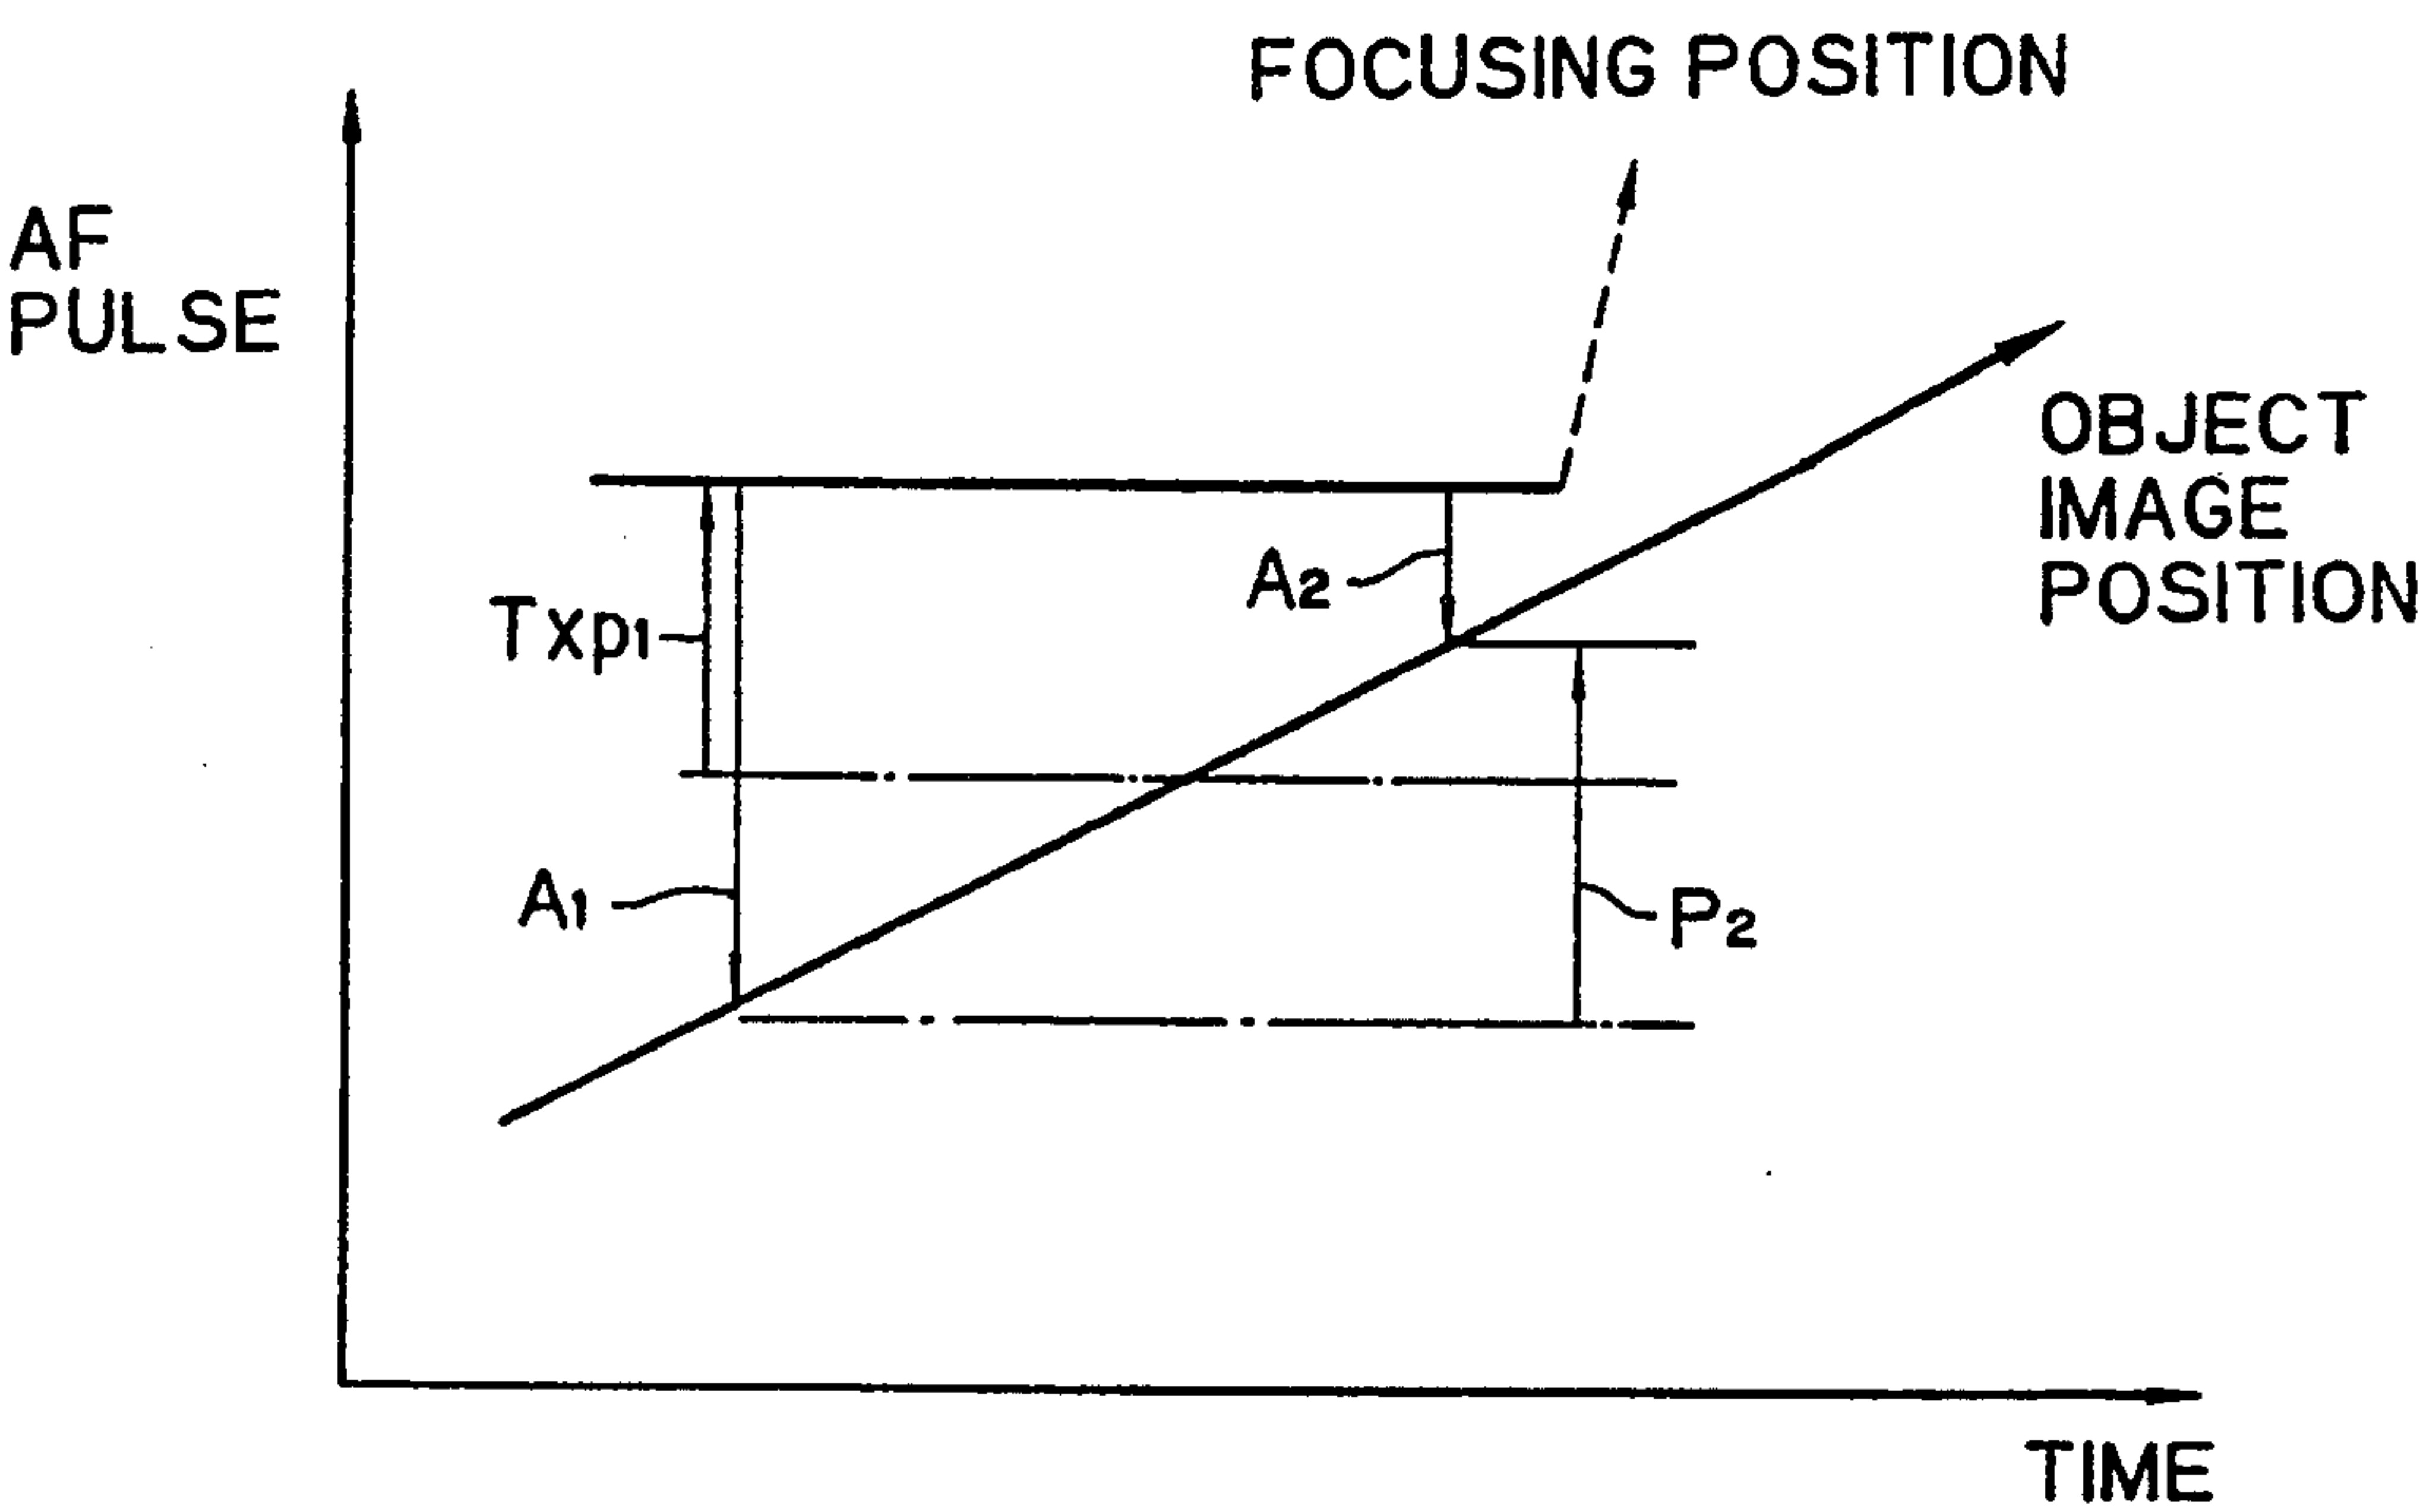 FOCUSING POSITION
AF
PULSE
OBJECT
IMAGE
POSITION
A2
Txp1
A1
P2
TIME